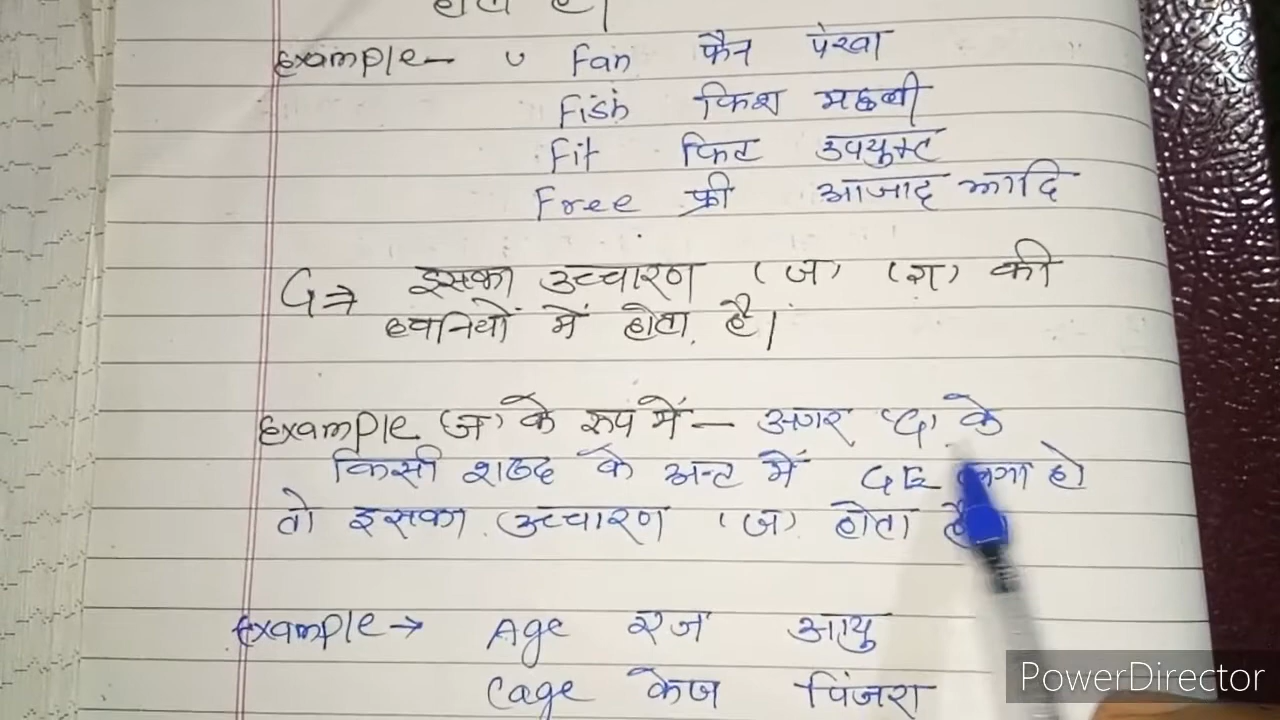 होता है।
Example- Fan फैन पंखा
Fish फिश मछली
Fit फिट उपयुक्त
Free फ्री आजाद आदि
G⇒ इसका उच्चारण (ज) (ग) की
ध्वनियों में होता है।
Example (ज) के रूप में - अगर 'G' के
किसी शब्द के अन्त में GE लगा हो
तो इसका उच्चारण (ज) होता है
Example → Age एज आयु
Cage केज पिंजरा
PowerDirector